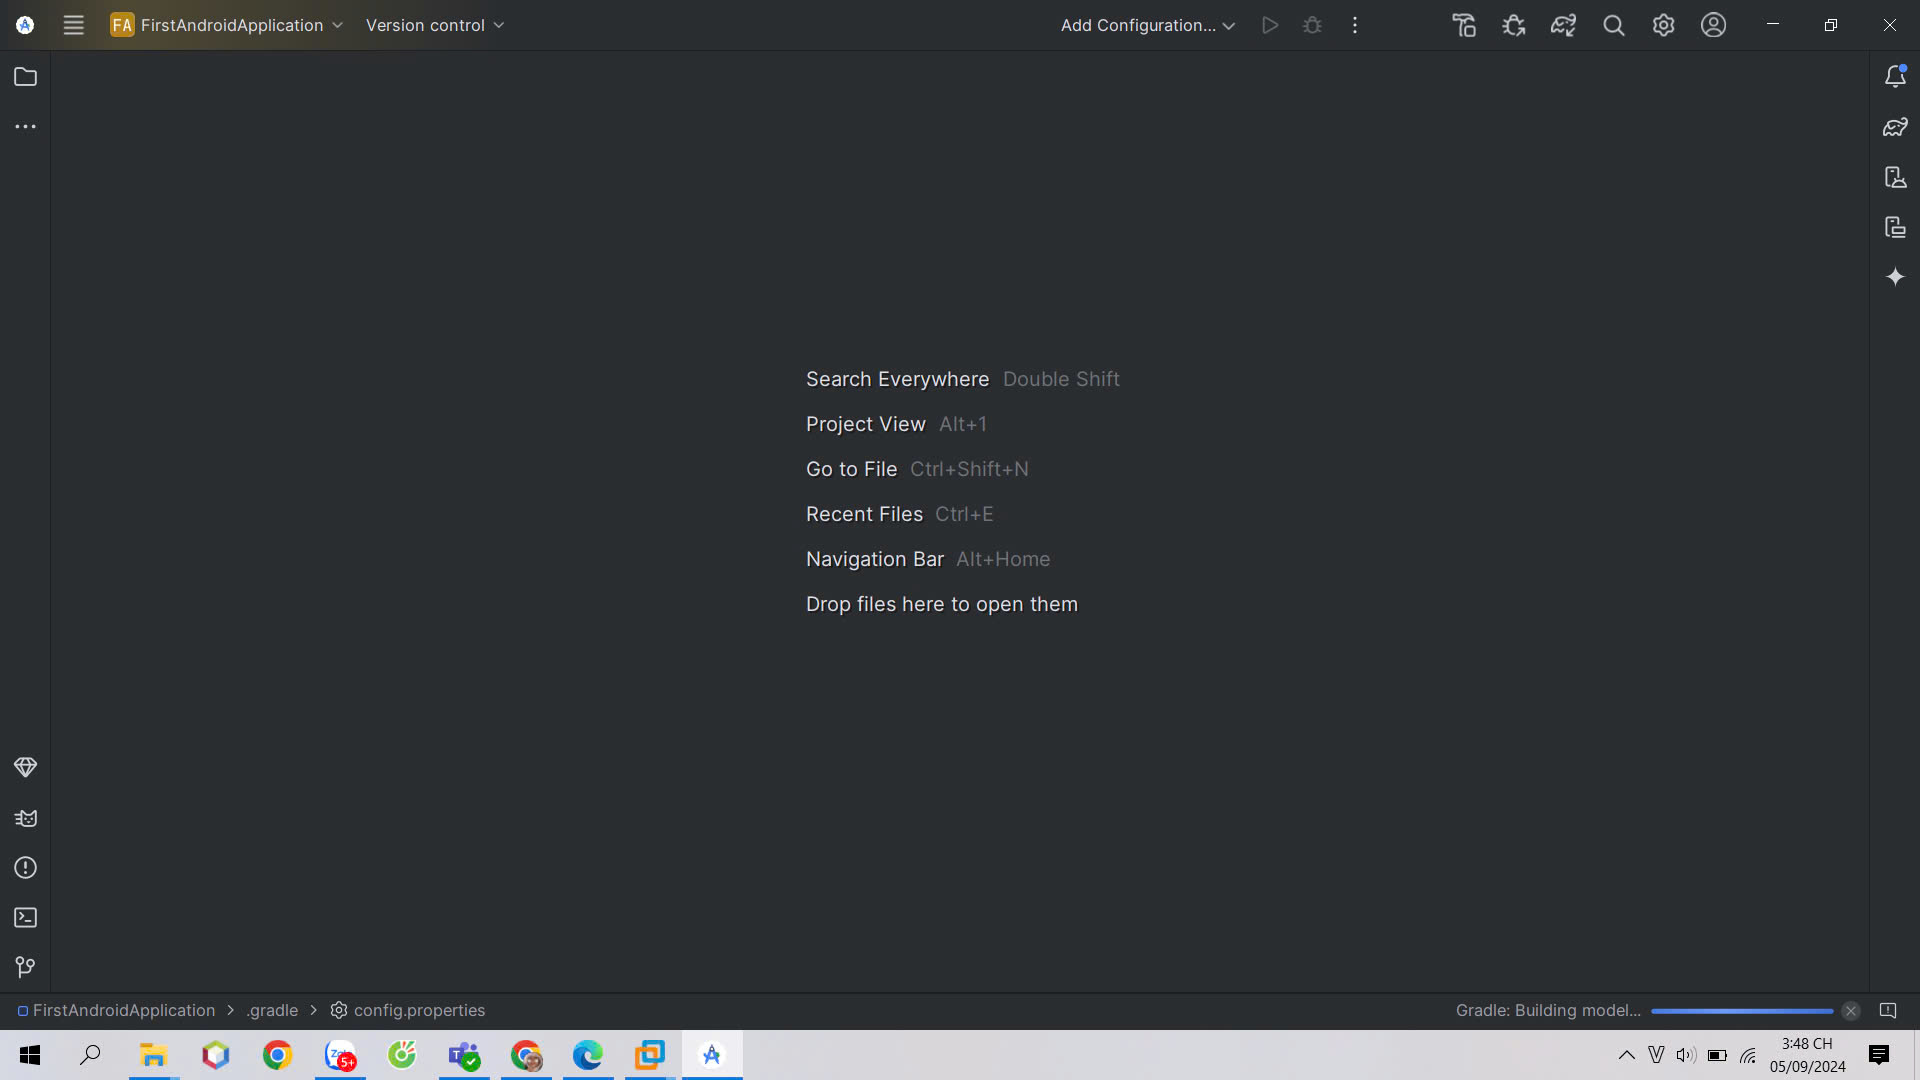 FA FirstAndroidApplication Version control Add Configuration...
Search Everywhere Double Shift
Project View Alt+1
Go to File Ctrl+Shift+N
Recent Files Ctrl+E
Navigation Bar Alt+Home
Drop files here to open them
FirstAndroidApplication > .gradle > config.properties Gradle: Building model...
5+
3:48 CH
05/09/2024